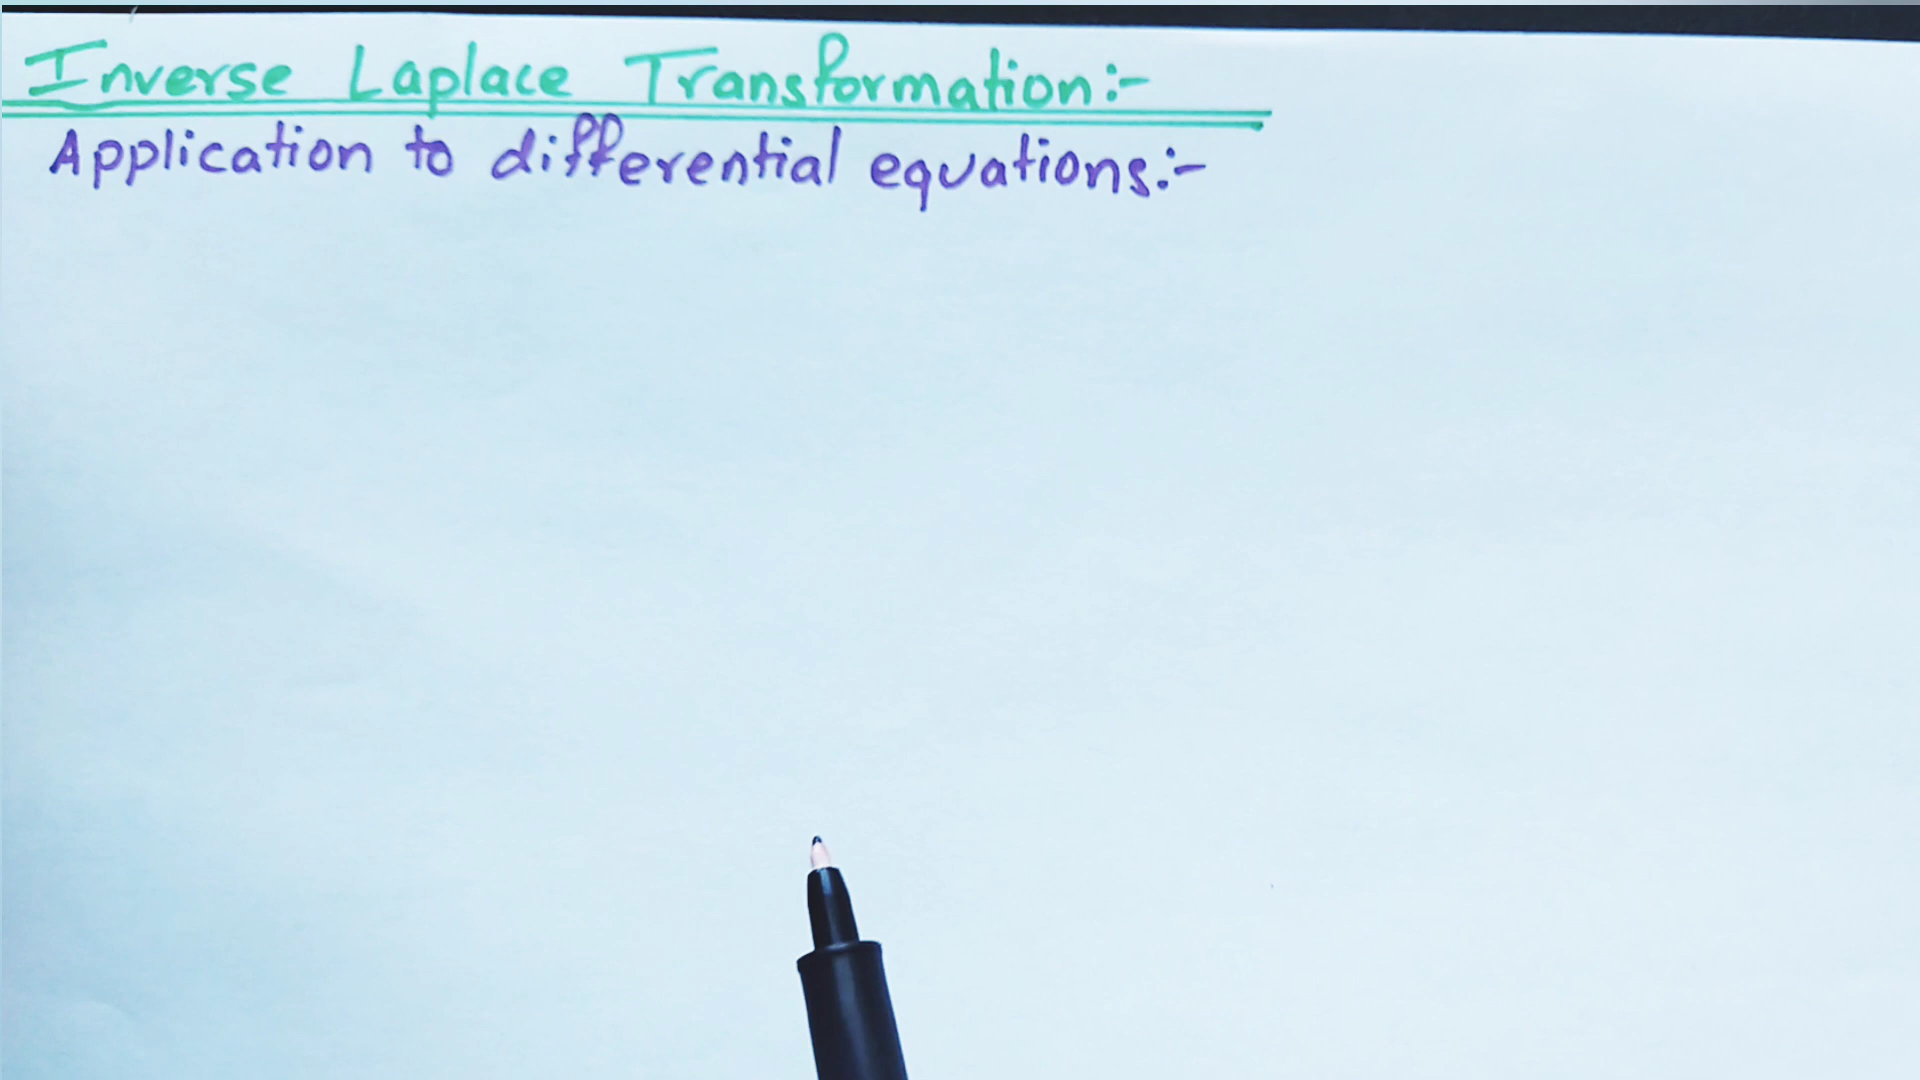 Inverse Laplace Transformation:-
Application to differential equations:-